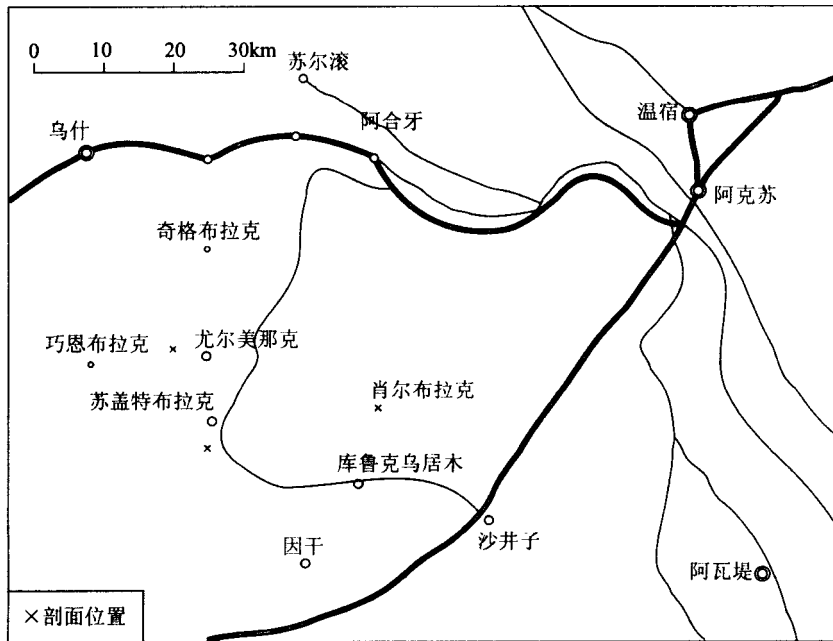 0 10 20 30km
苏尔滚
温宿
乌什
阿合牙
阿克苏
奇格布拉克
巧恩布拉克
尤尔美那克
苏盖特布拉克
肖尔布拉克
库鲁克乌居木
因干
沙井子
阿瓦堤
×剖面位置